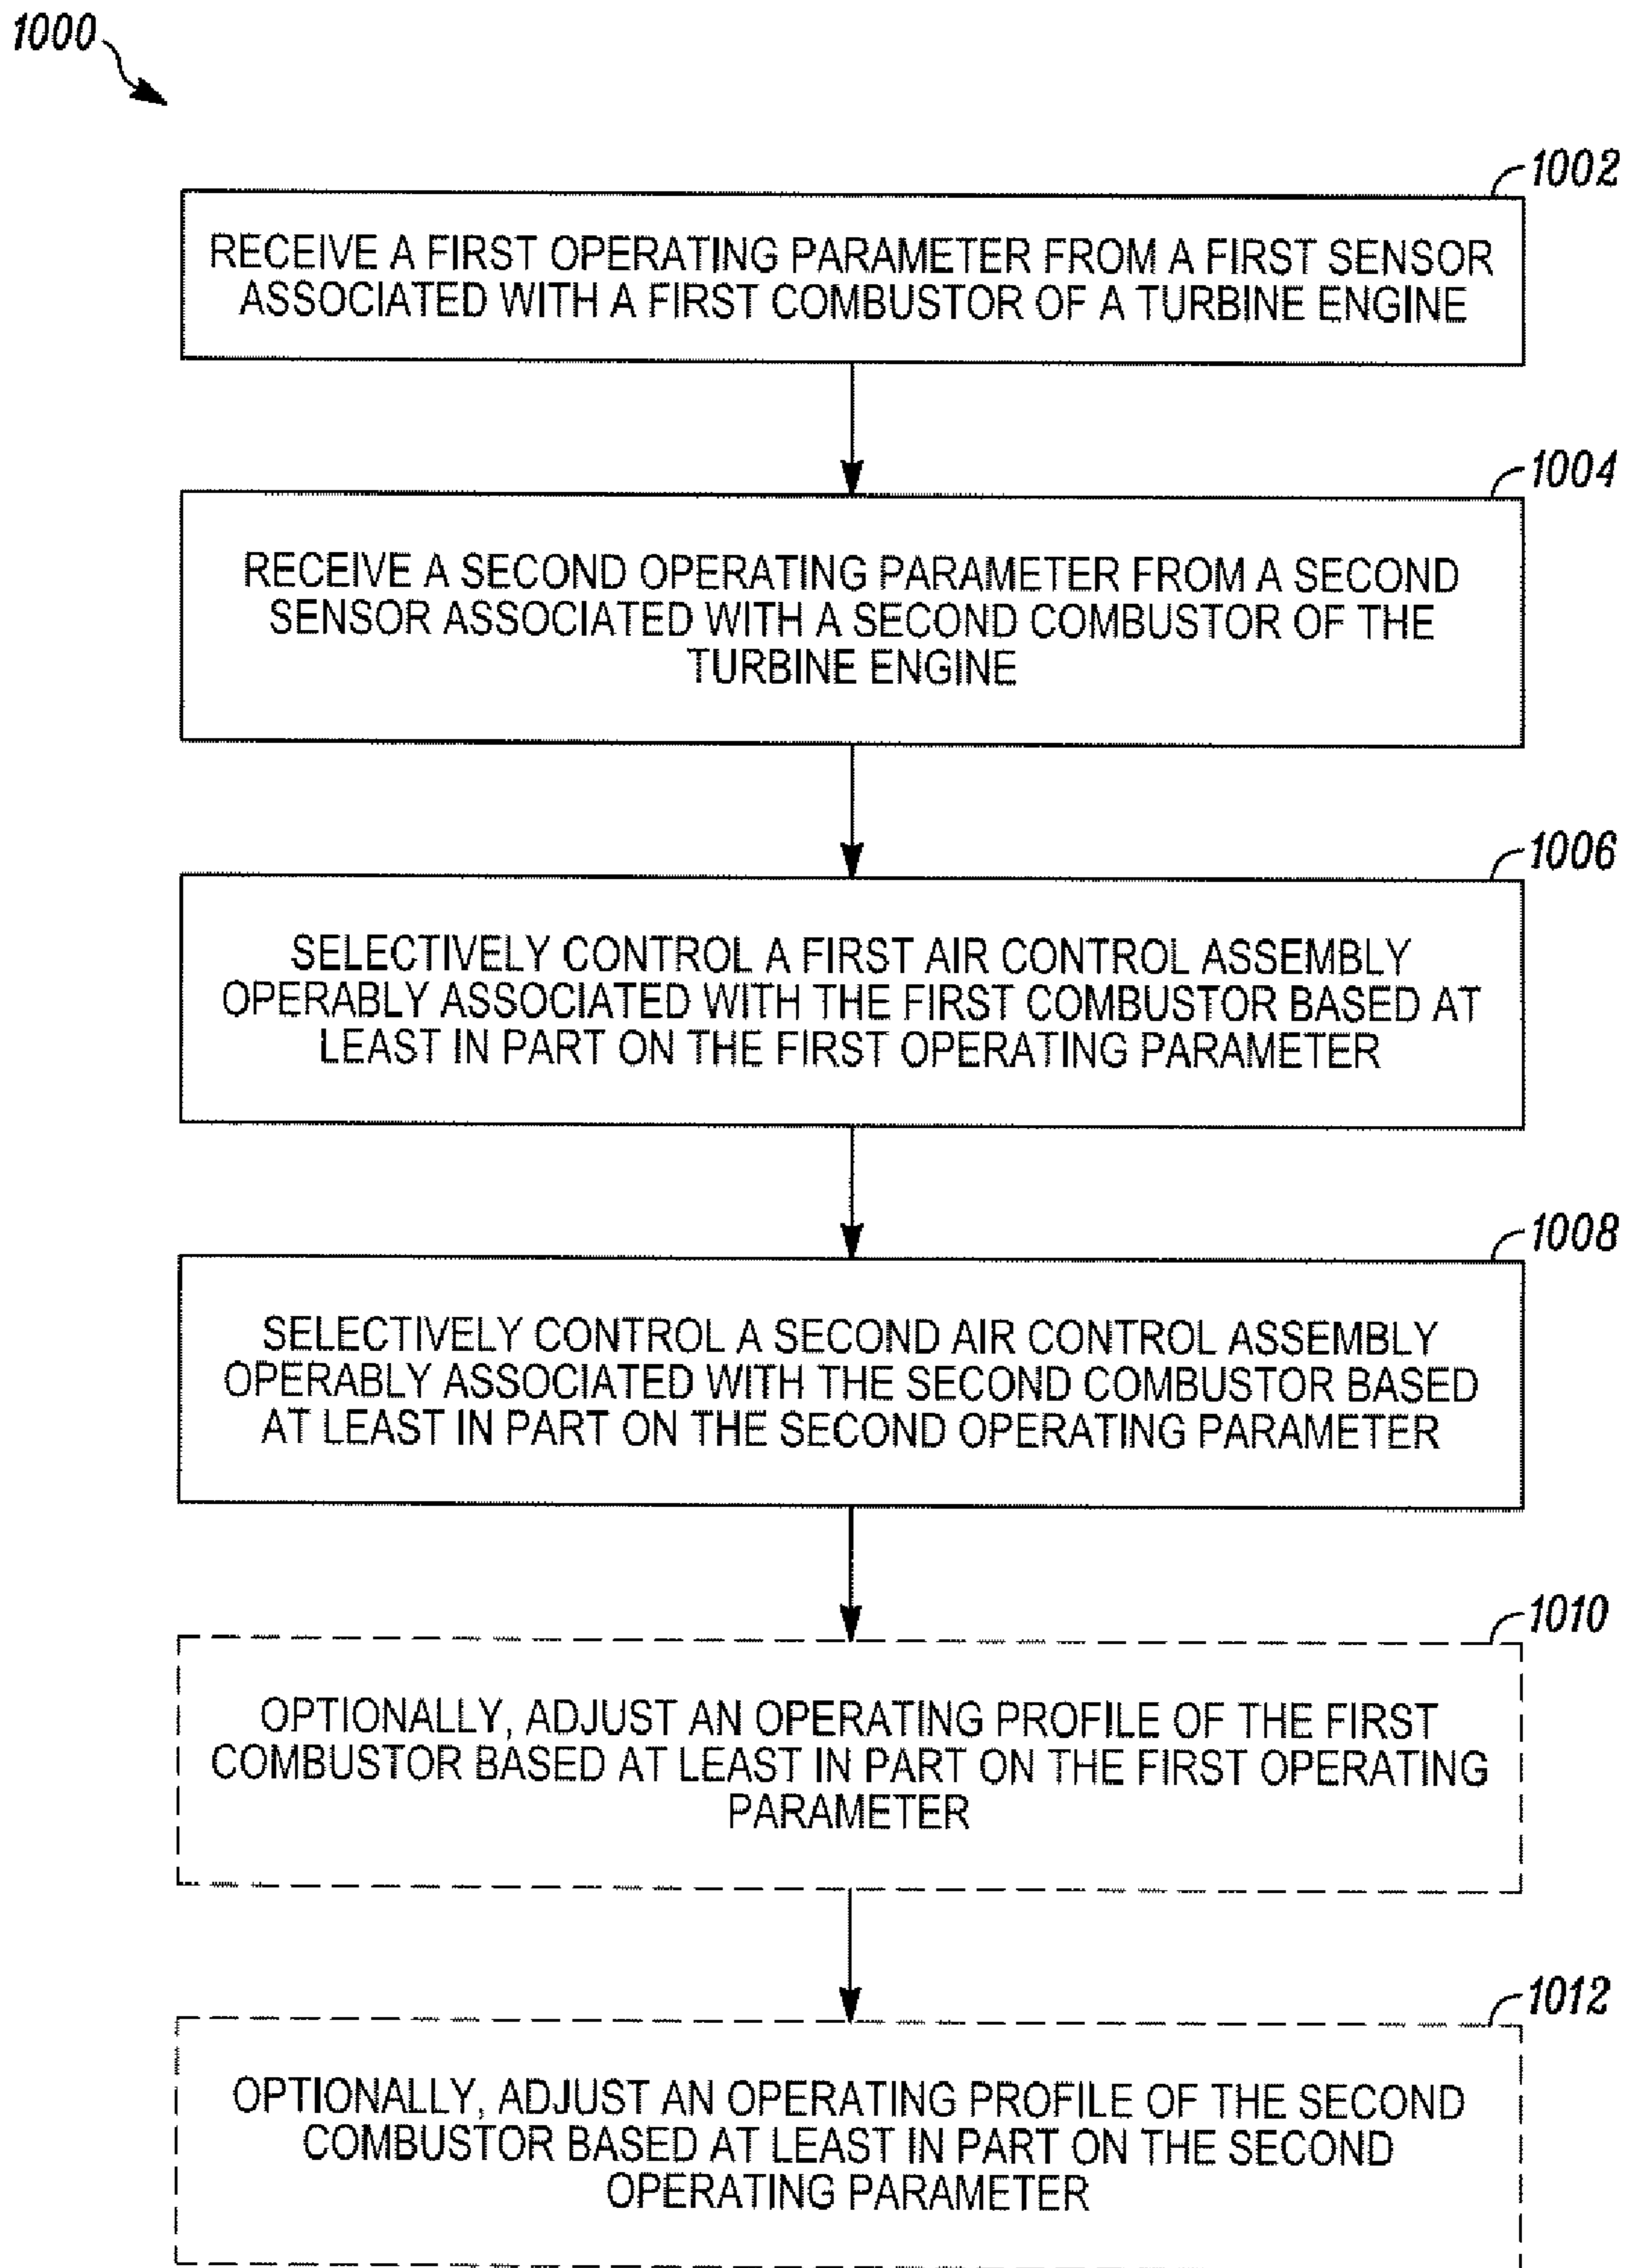 1000
1002
RECEIVE A FIRST OPERATING PARAMETER FROM A FIRST SENSOR
ASSOCIATED WITH A FIRST COMBUSTOR OF A TURBINE ENGINE
1004
RECEIVE A SECOND OPERATING PARAMETER FROM A SECOND
SENSOR ASSOCIATED WITH A SECOND COMBUSTOR OF THE
TURBINE ENGINE
1006
SELECTIVELY CONTROL A FIRST AIR CONTROL ASSEMBLY
OPERABLY ASSOCIATED WITH THE FIRST COMBUSTOR BASED AT
LEAST IN PART ON THE FIRST OPERATING PARAMETER
1008
SELECTIVELY CONTROL A SECOND AIR CONTROL ASSEMBLY
OPERABLY ASSOCIATED WITH THE SECOND COMBUSTOR BASED
AT LEAST IN PART ON THE SECOND OPERATING PARAMETER
1010
OPTIONALLY, ADJUST AN OPERATING PROFILE OF THE FIRST
COMBUSTOR BASED AT LEAST IN PART ON THE FIRST OPERATING
PARAMETER
1012
OPTIONALLY, ADJUST AN OPERATING PROFILE OF THE SECOND
COMBUSTOR BASED AT LEAST IN PART ON THE SECOND
OPERATING PARAMETER